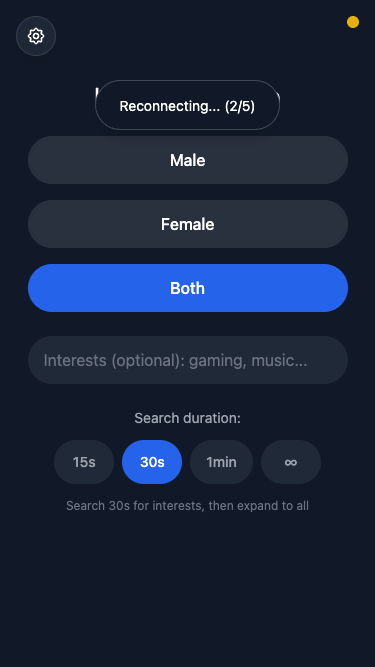 Reconnecting... (2/5)
Male
Female
Both
Interests (optional): gaming, music...
Search duration:
15s
30s
1min
∞
Search 30s for interests, then expand to all